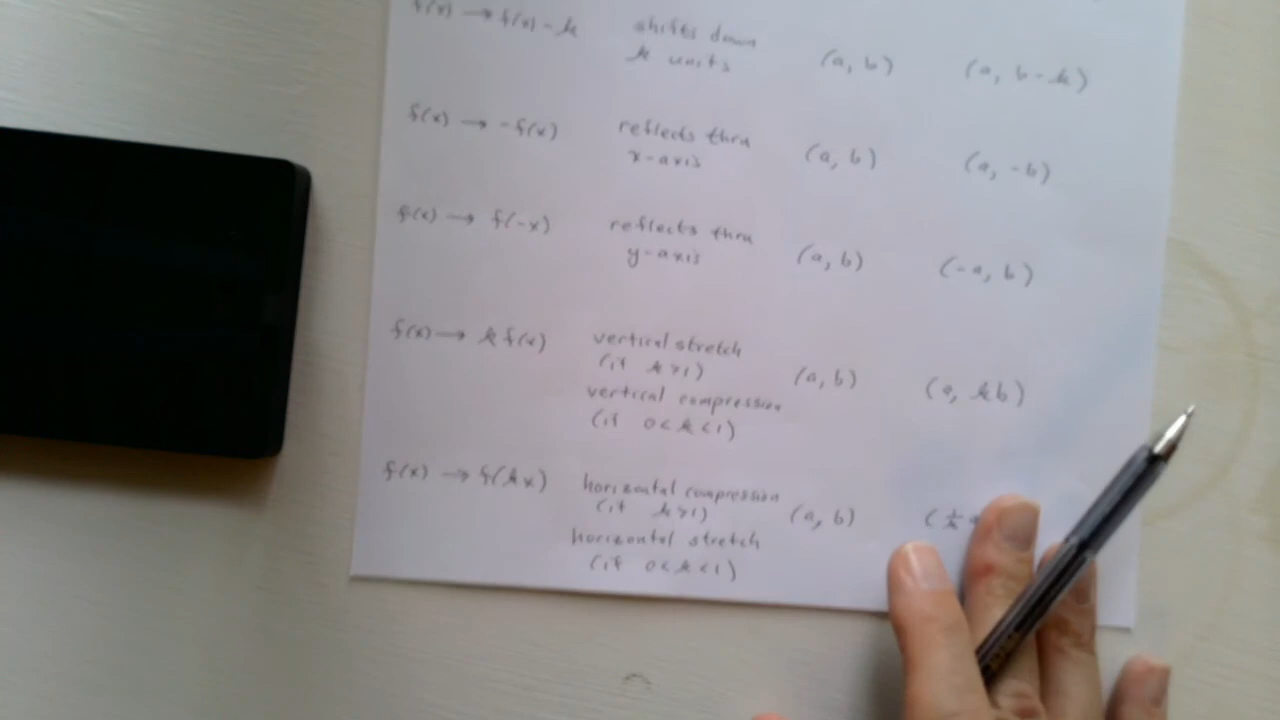 f(x) → f(x) - k shifts down (a, b) (a, b - k)
k units
f(x) → -f(x) reflects thru (a, b) (a, -b)
x-axis
f(x) → f(-x) reflects thru (a, b) (-a, b)
y-axis
f(x) → k f(x) vertical stretch (a, b) (a, kb)
(if k > 1)
vertical compression
(if 0 < k < 1)
f(x) → f(kx) horizontal compression (a, b) (1/k a
(if k > 1)
horizontal stretch
(if 0 < k < 1)